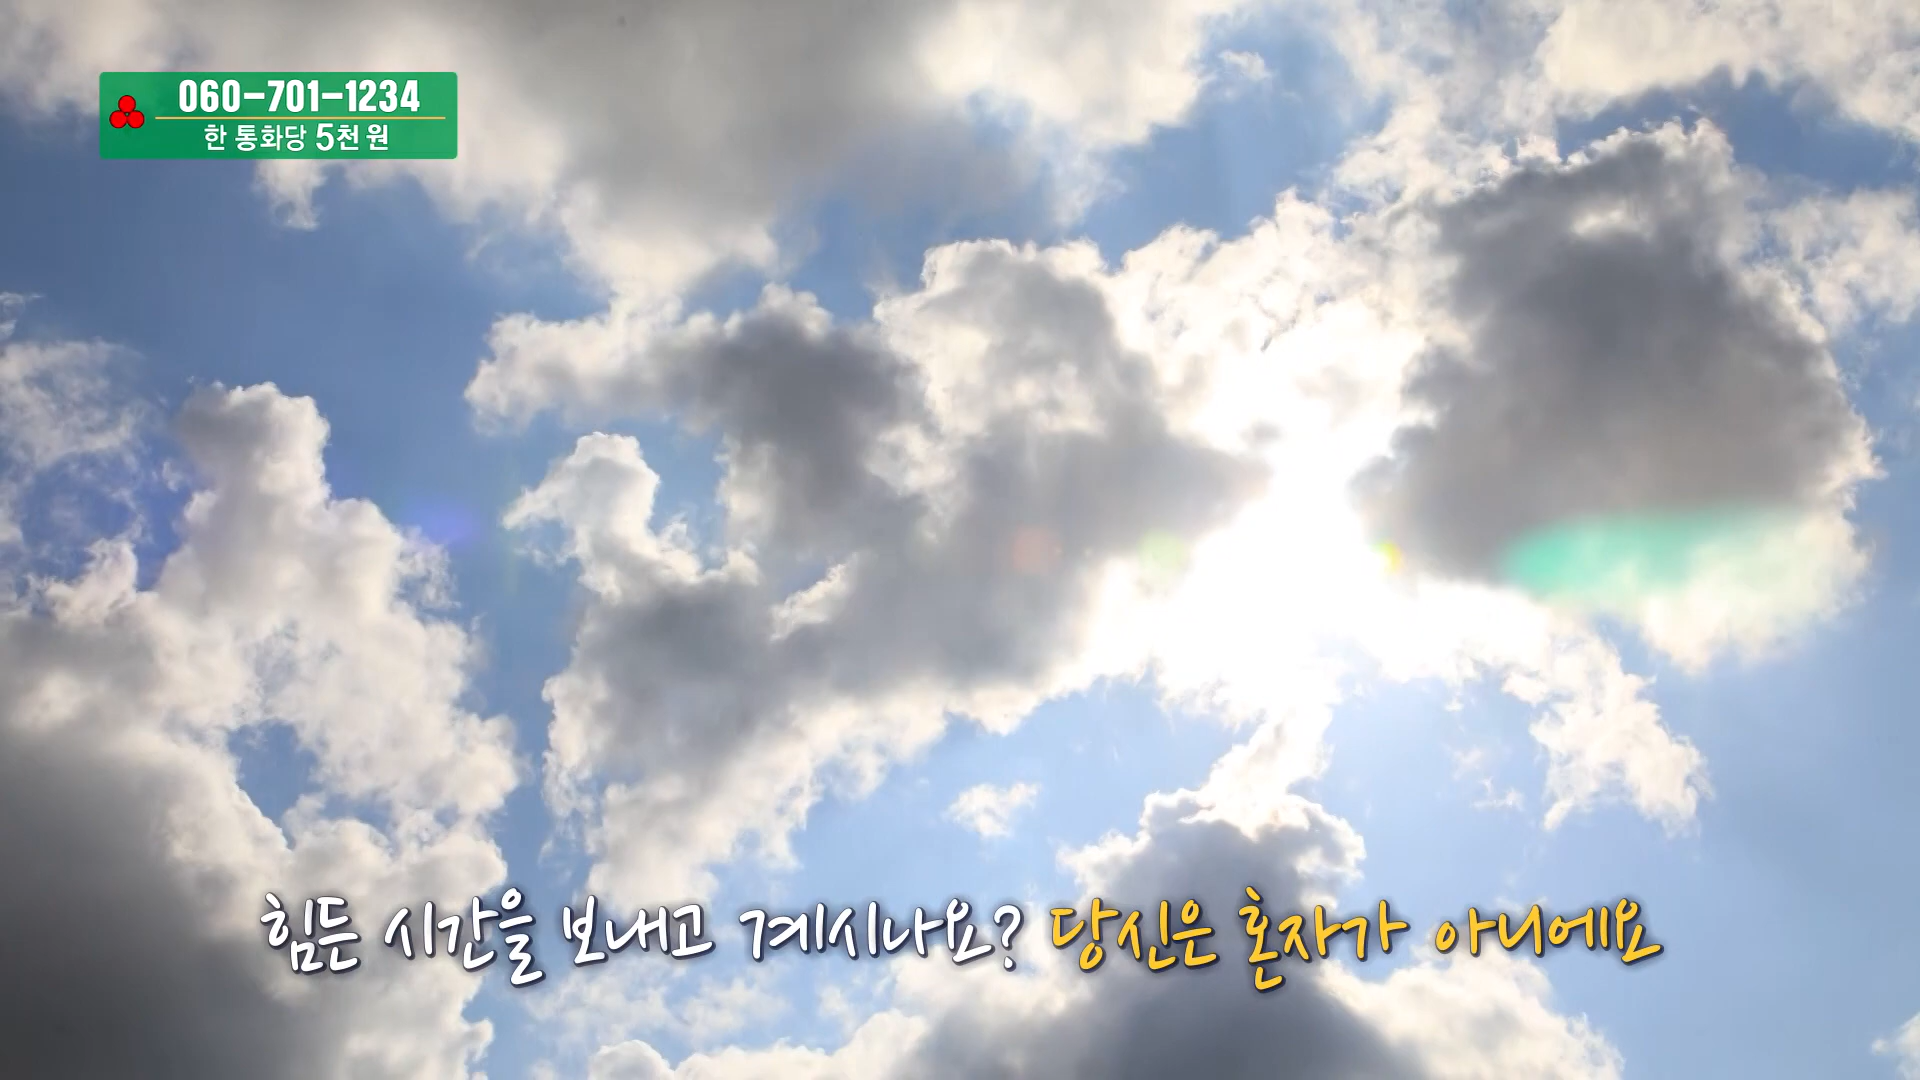 060-701-1234
한 통화당 5천 원
힘든 시간을 보내고 계시나요? 당신은 혼자가 아니에요